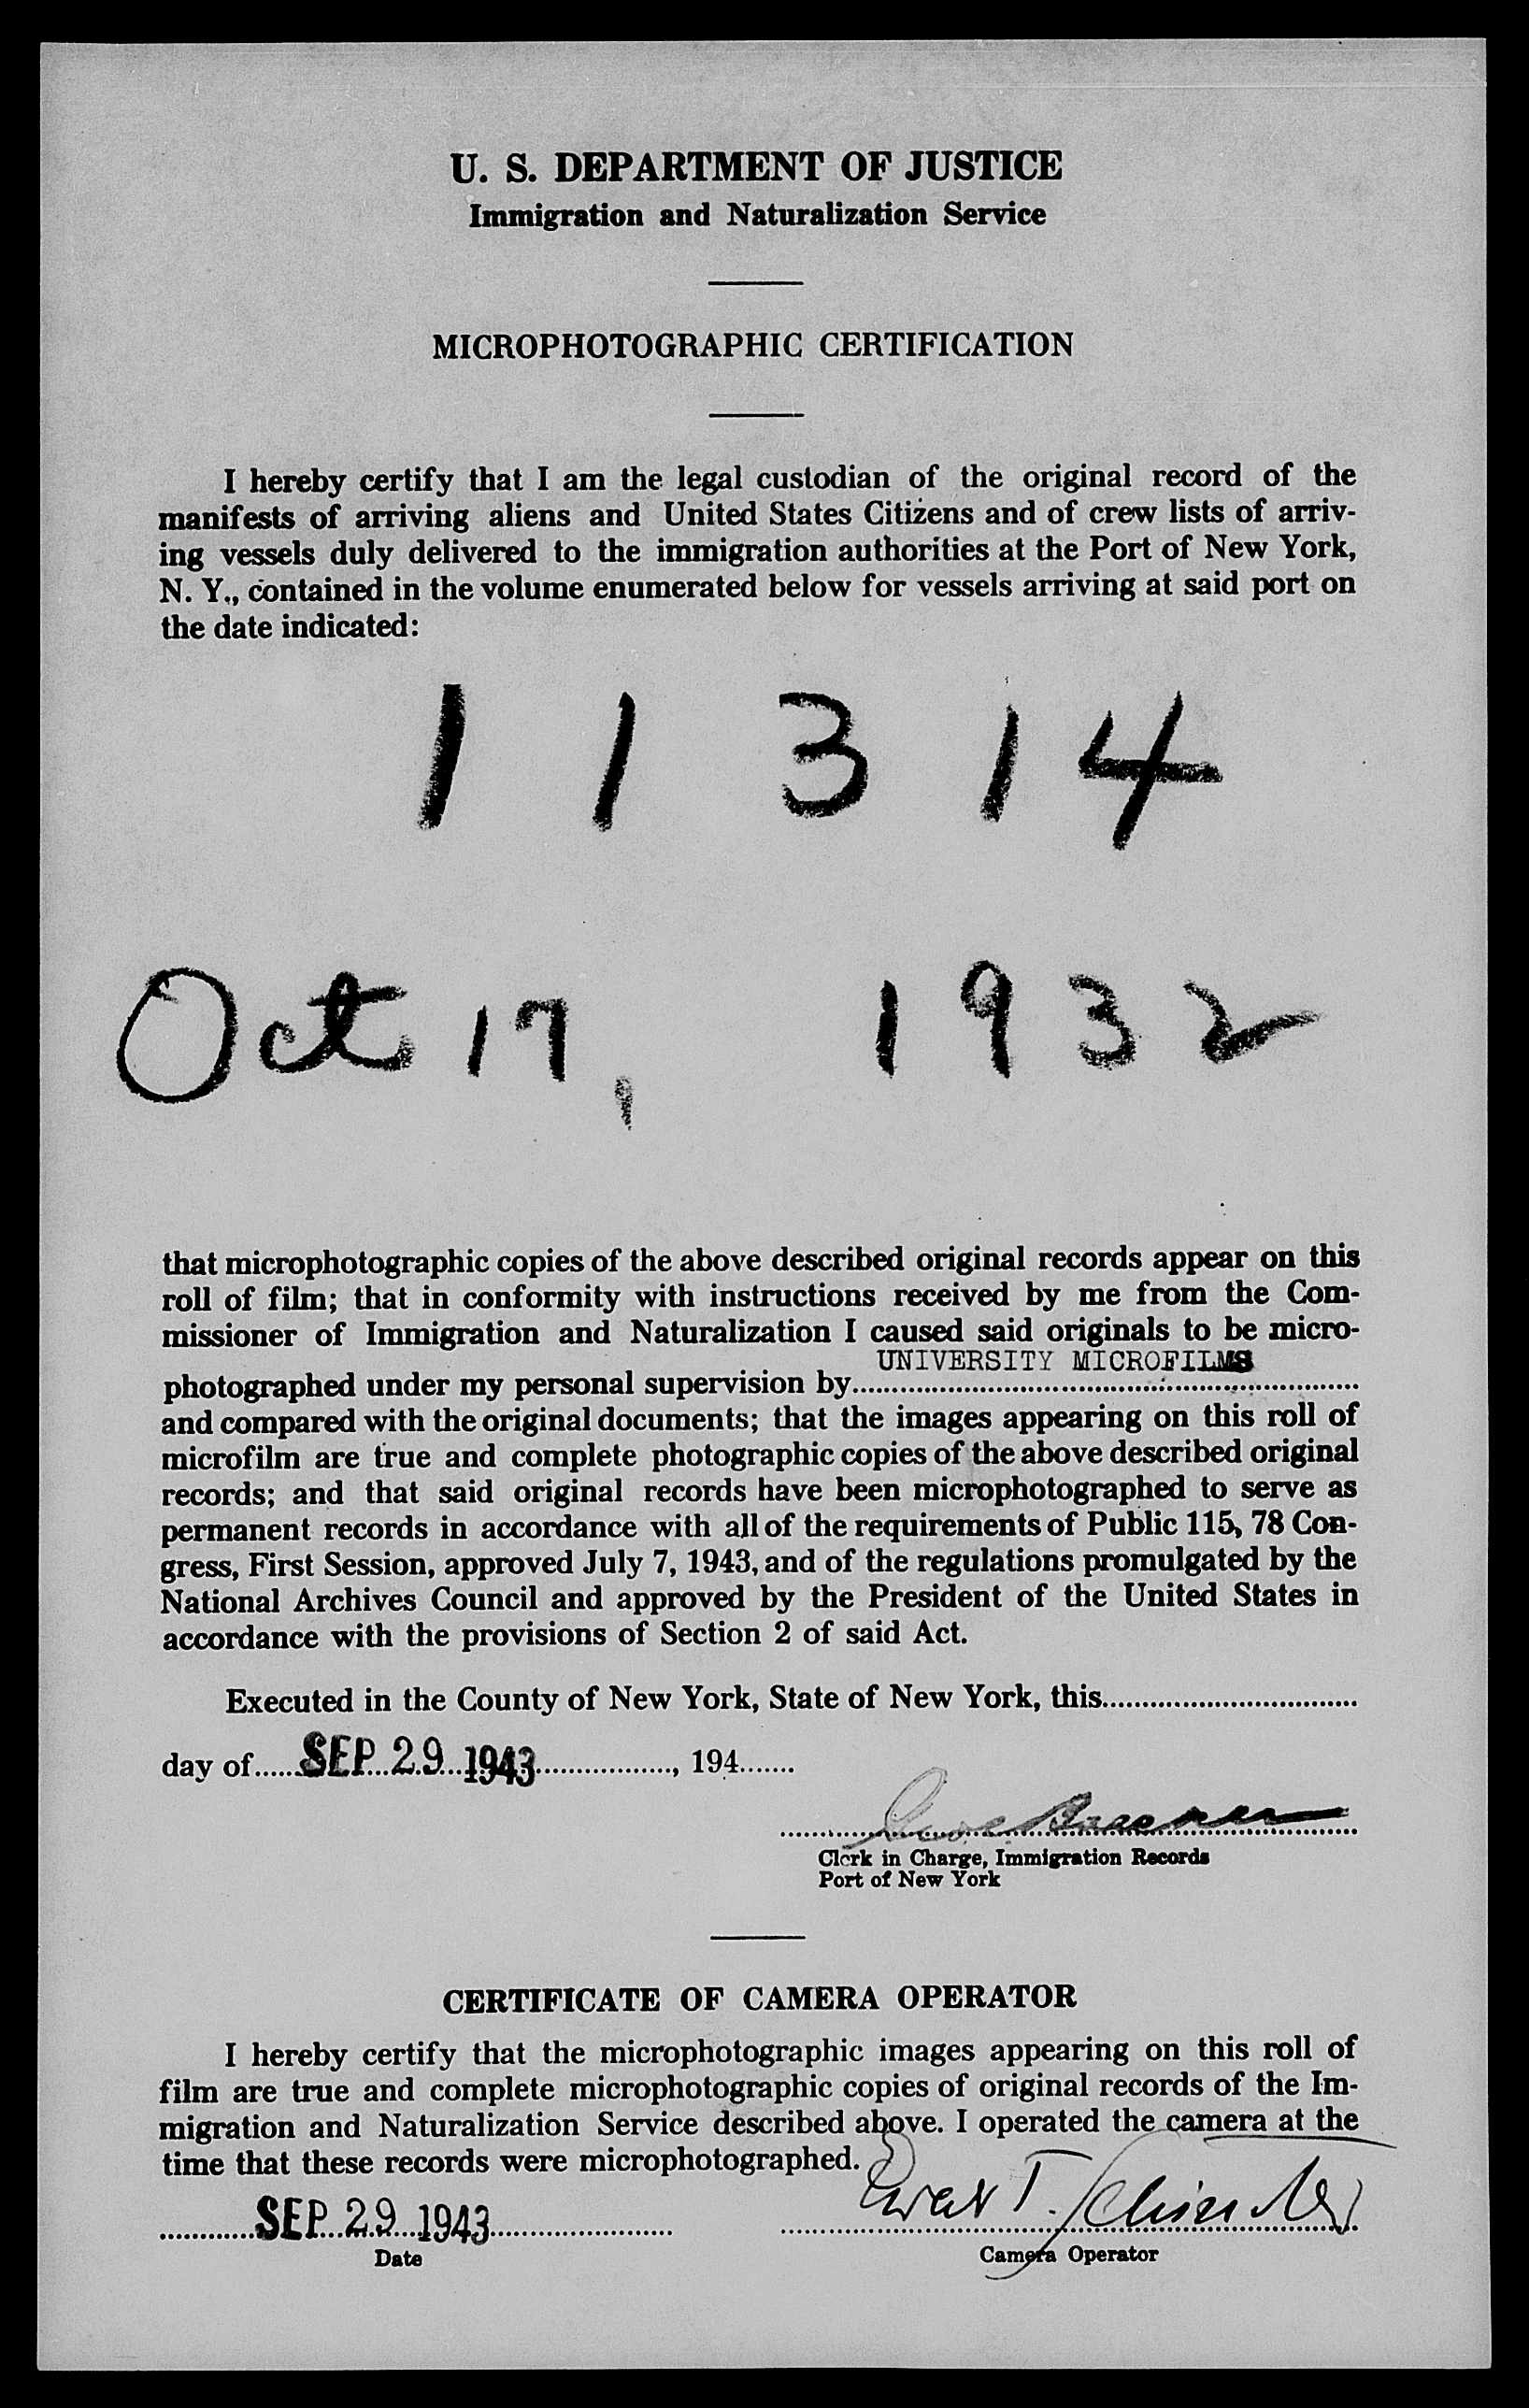 U. S. DEPARTMENT OF JUSTICE
Immigration and Naturalization Service
MICROPHOTOGRAPHIC CERTIFICATION
I hereby certify that I am the legal custodian of the original record of the
manifests of arriving aliens and United States Citizens and of crew lists of arriv-
ing vessels duly delivered to the immigration authorities at the Port of New York,
N. Y., contained in the volume enumerated below for vessels arriving at said port on
the date indicated:
1 1 3 1 4
Oct 17, 1932
that microphotographic copies of the above described original records appear on this
roll of film; that in conformity with instructions received by me from the Com-
missioner of Immigration and Naturalization I caused said originals to be micro-
UNIVERSITY MICROFILMS
photographed under my personal supervision by
and compared with the original documents; that the images appearing on this roll of
microfilm are true and complete photographic copies of the above described original
records; and that said original records have been microphotographed to serve as
permanent records in accordance with all of the requirements of Public 115, 78 Con-
gress, First Session, approved July 7, 1943, and of the regulations promulgated by the
National Archives Council and approved by the President of the United States in
accordance with the provisions of Section 2 of said Act.
Executed in the County of New York, State of New York, this
day of SEP 29 1943, 194
Clerk in Charge, Immigration Records
Port of New York
CERTIFICATE OF CAMERA OPERATOR
I hereby certify that the microphotographic images appearing on this roll of
film are true and complete microphotographic copies of original records of the Im-
migration and Naturalization Service described above. I operated the camera at the
time that these records were microphotographed.
SEP 29 1943
Date
Camera Operator